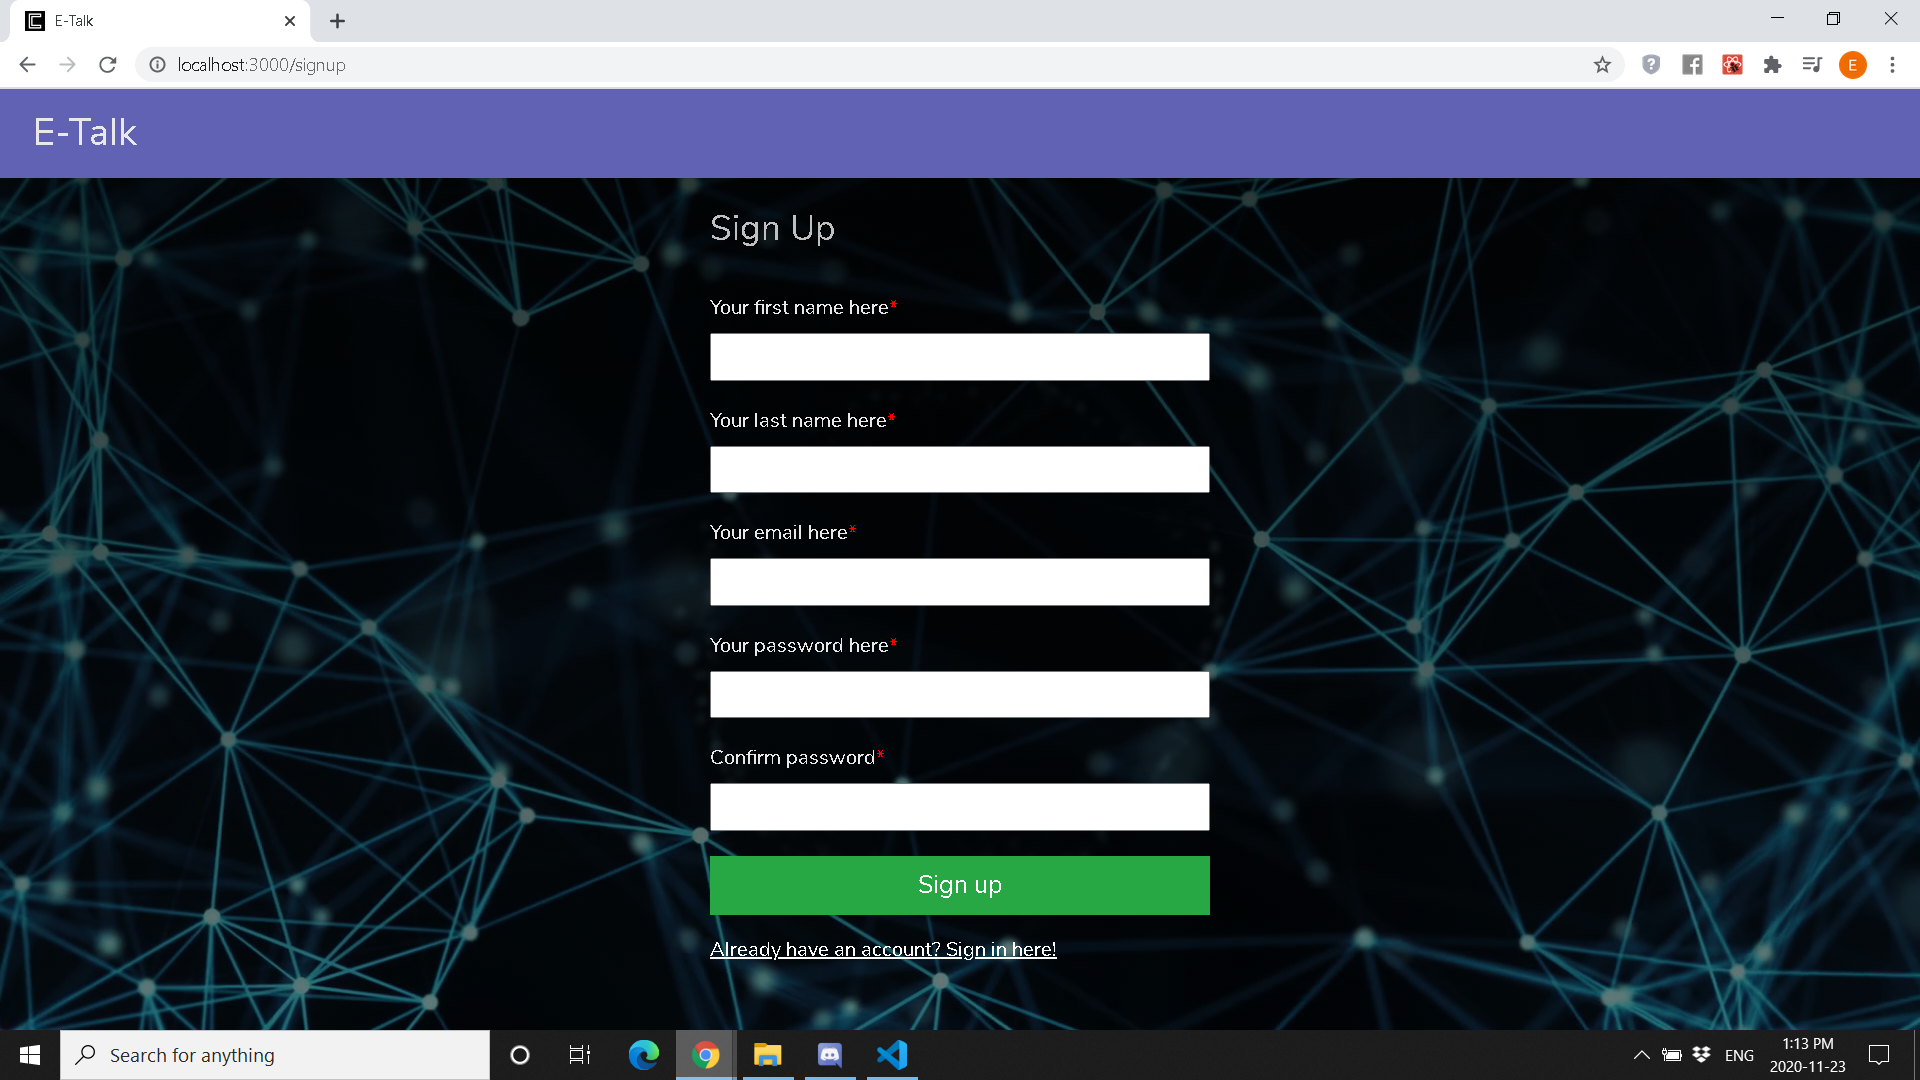 E-Talk
localhost:3000/signup
E
E-Talk
Sign Up
Your first name here*
Your last name here*
Your email here*
Your password here*
Confirm password*
Sign up
Already have an account? Sign in here!
Search for anything
ENG
1:13 PM
2020-11-23